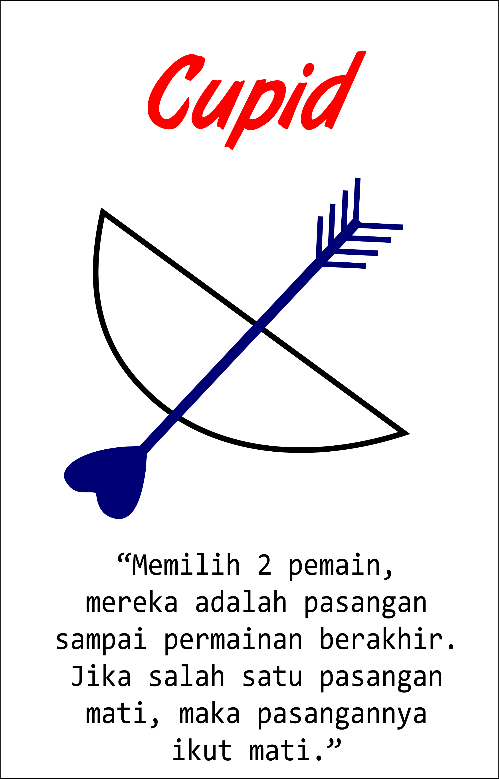 Cupid
“Memilih 2 pemain,
mereka adalah pasangan
sampai permainan berakhir.
Jika salah satu pasangan
mati, maka pasangannya
ikut mati.”